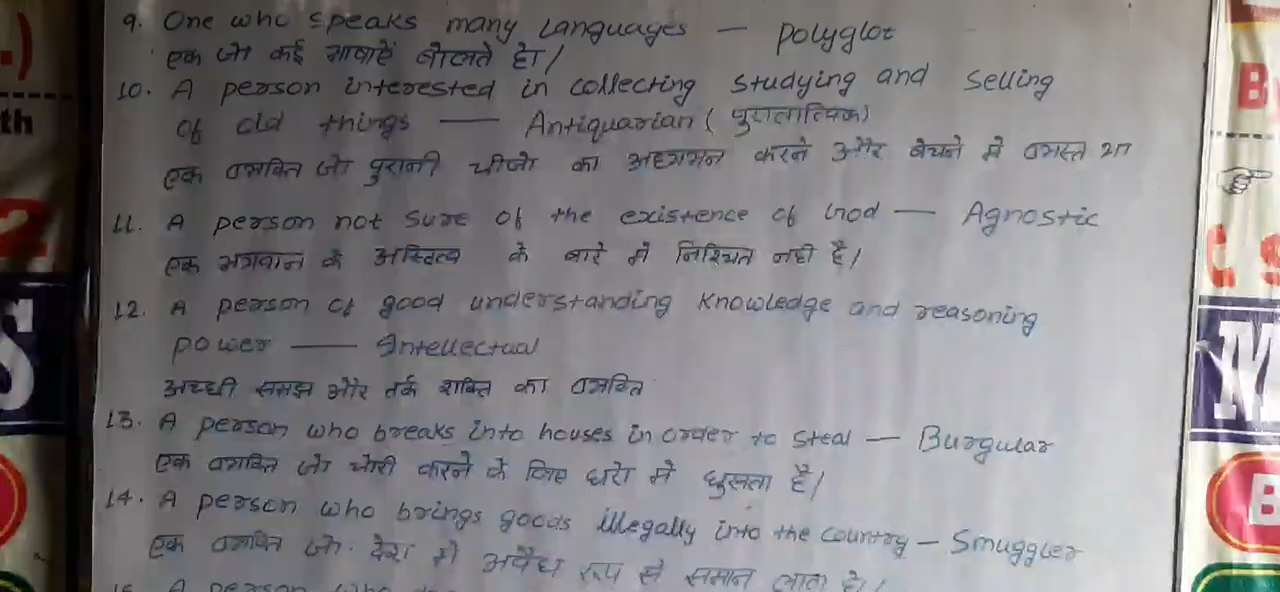 9. One who speaks many languages — polyglot
एक जो कई भाषाऐं बोलते हो।
10. A person interested in collecting studying and selling
of old things — Antiquarian (पुरातात्विक)
एक व्यक्ति जो पुरानी चीजो का अध्ययन करने और बेचने मे व्यस्त था
11. A person not sure of the existence of God — Agnostic
एक भगवान के अस्तित्व के बारे मे निश्चित नही है।
12. A person of good understanding knowledge and reasoning
power — Intellectual
अच्छी समझ और तर्क शक्ति का व्यक्ति
13. A person who breaks into houses in order to steal — Burgular
एक व्यक्ति जो चोरी करने के लिए घरो मे घुसता है।
14. A person who brings goods illegally into the country — Smuggler
एक व्यक्ति जो देश मे अवैध रूप से समान लाता है।
A person who